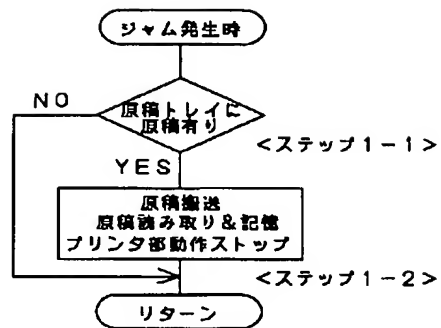 ジャム発生時
NO
原稿トレイに
原稿有り
<ステップ1-1>
YES
原稿搬送
原稿読み取り&記憶
プリンタ部動作ストップ
<ステップ1-2>
リターン